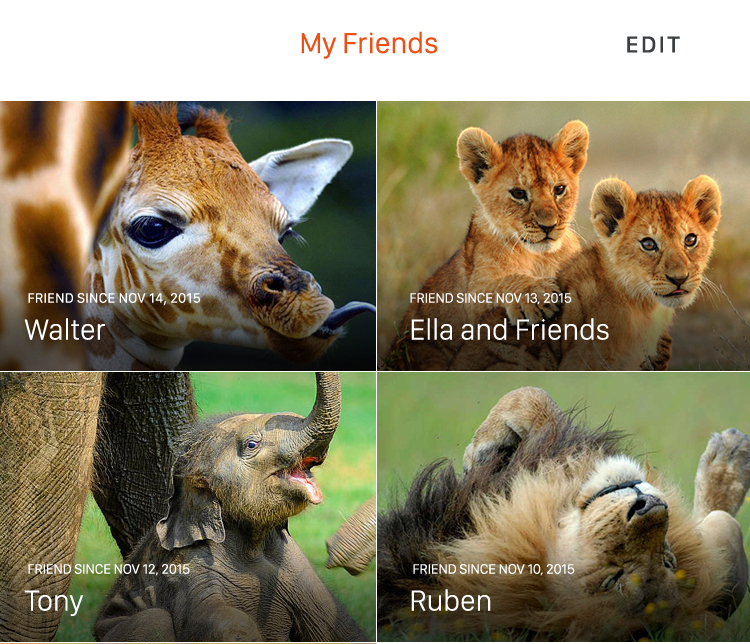 My Friends
EDIT
FRIEND SINCE NOV 14, 2015
Walter
FRIEND SINCE NOV 13, 2015
Ella and Friends
FRIEND SINCE NOV 12, 2015
Tony
FRIEND SINCE NOV 10, 2015
Ruben